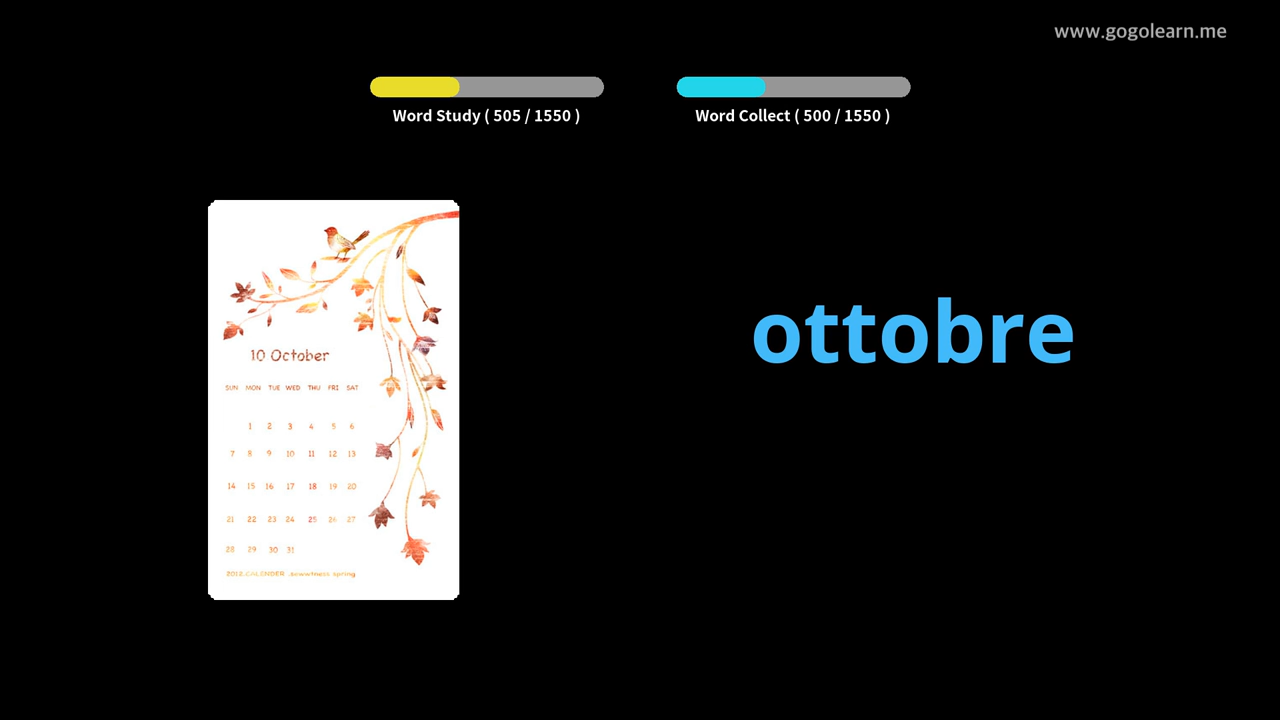 www.gogolearn.me
Word Study ( 505 / 1550 )
Word Collect ( 500 / 1550 )
10 October
SUN MON TUE WED THU FRI SAT
1 2 3 4 5 6
7 8 9 10 11 12 13
14 15 16 17 18 19 20
21 22 23 24 25 26 27
28 29 30 31
ottobre